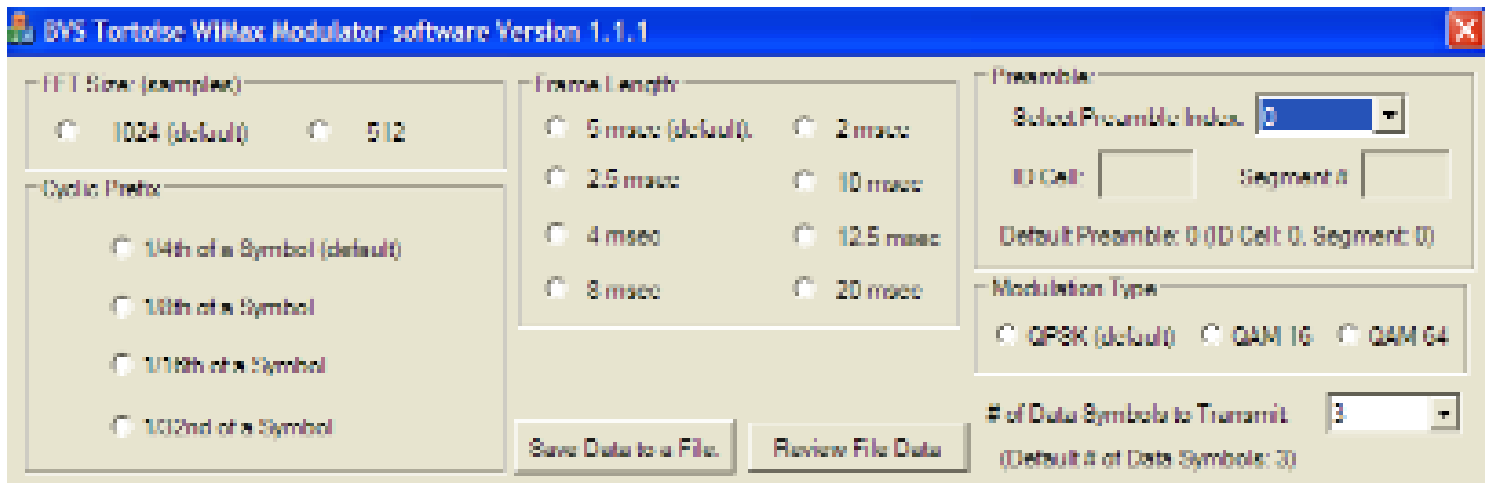 BVS Tortoise WiMax Modulator software Version 1.1.1
FFT Size: (samples)
1024 (default)
512
Cyclic Prefix
1/4th of a Symbol (default)
1/8th of a Symbol
1/16th of a Symbol
1/32nd of a Symbol
Frame Length:
5 msec (default).
2 msec
2.5 msec
10 msec
4 msec
12.5 msec
8 msec
20 msec
Save Data to a File.
Review File Data
Preamble:
Select Preamble Index: 0
ID Cell:
Segment #
Default Preamble: 0 (ID Cell: 0, Segment: 0)
Modulation Type
QPSK (default)
QAM 16
QAM 64
# of Data Symbols to Transmit 3
(Default # of Data Symbols: 3)